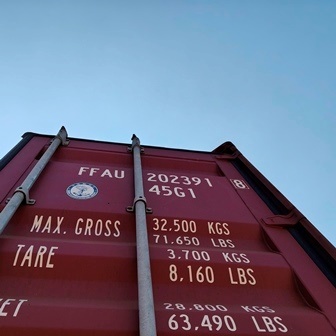 FFAU 202391 8
45G1
MAX. GROSS 32.500 KGS
71.650 LBS
TARE 3.700 KGS
8,160 LBS
ET 28.800 KGS
63,490 LBS